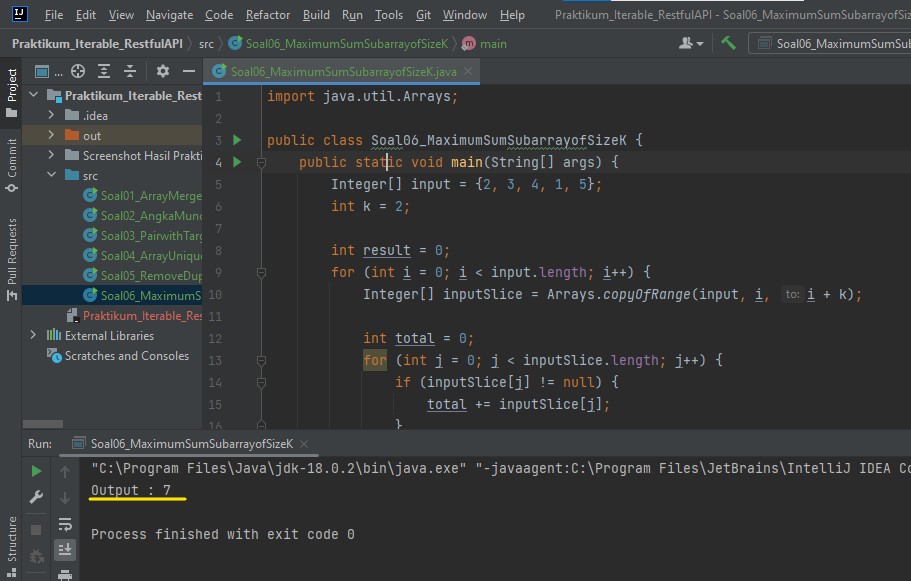 File Edit View Navigate Code Refactor Build Run Tools Git Window Help Praktikum_Iterable_RestfulAPI - Soal06_MaximumSumSubarrayofSiz
Praktikum_Iterable_RestfulAPI src Soal06_MaximumSumSubarrayofSizeK main Soal06_MaximumSumSub
Project
Commit
Pull Requests
Structure
...
Praktikum_Iterable_Rest
.idea
out
Screenshot Hasil Prakti
src
Soal01_ArrayMerge
Soal02_AngkaMun
Soal03_PairwithTar
Soal04_ArrayUniqu
Soal05_RemoveDup
Soal06_MaximumS
Praktikum_Iterable_Res
External Libraries
Scratches and Consoles
Soal06_MaximumSumSubarrayofSizeK.java
1 import java.util.Arrays;
2
3 public class Soal06_MaximumSumSubarrayofSizeK {
4 public static void main(String[] args) {
5 Integer[] input = {2, 3, 4, 1, 5};
6 int k = 2;
7
8 int result = 0;
9 for (int i = 0; i < input.length; i++) {
10 Integer[] inputSlice = Arrays.copyOfRange(input, i, to: i + k);
11
12 int total = 0;
13 for (int j = 0; j < inputSlice.length; j++) {
14 if (inputSlice[j] != null) {
15 total += inputSlice[j];
16 }
Run: Soal06_MaximumSumSubarrayofSizeK
"C:\Program Files\Java\jdk-18.0.2\bin\java.exe" "-javaagent:C:\Program Files\JetBrains\IntelliJ IDEA Co
Output : 7
Process finished with exit code 0